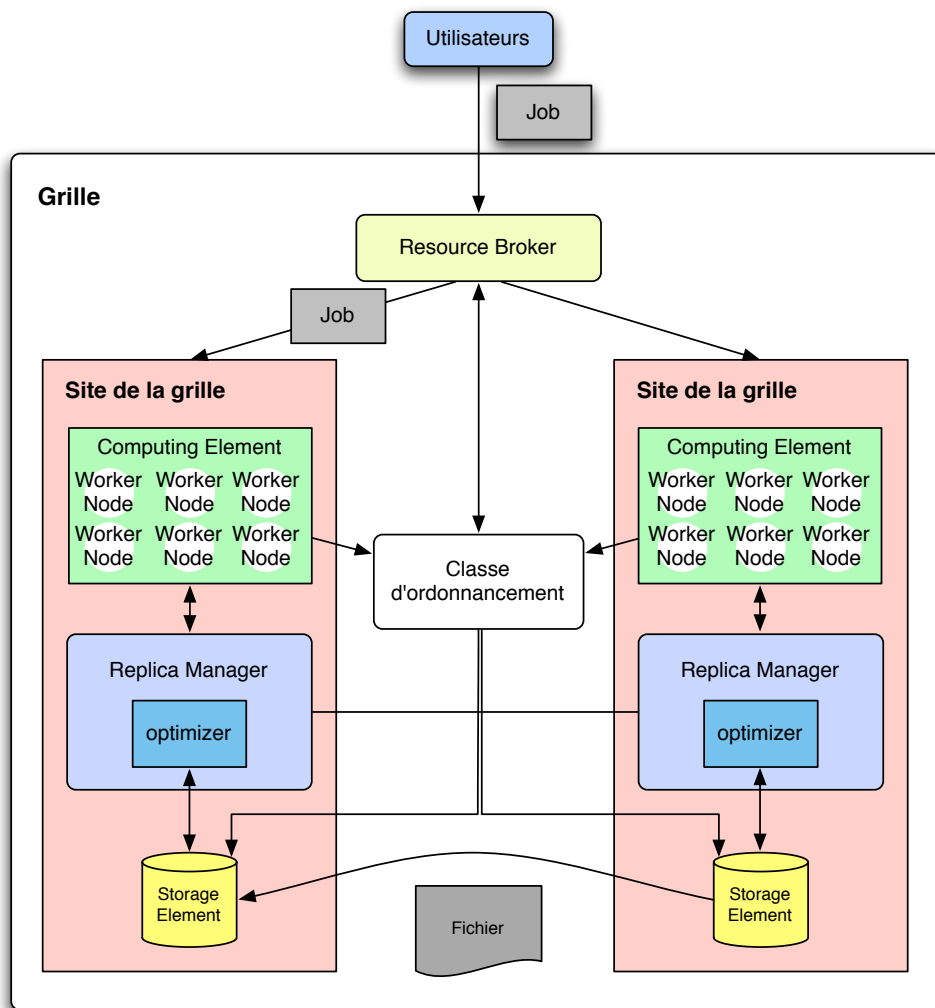 Utilisateurs
Job
Grille
Resource Broker
Job
Site de la grille
Computing Element
Worker Worker Worker
Node Node Node
Worker Worker Worker
Node Node Node
Replica Manager
optimizer
Storage
Element
Classe
d'ordonnancement
Fichier
Site de la grille
Computing Element
Worker Worker Worker
Node Node Node
Worker Worker Worker
Node Node Node
Replica Manager
optimizer
Storage
Element